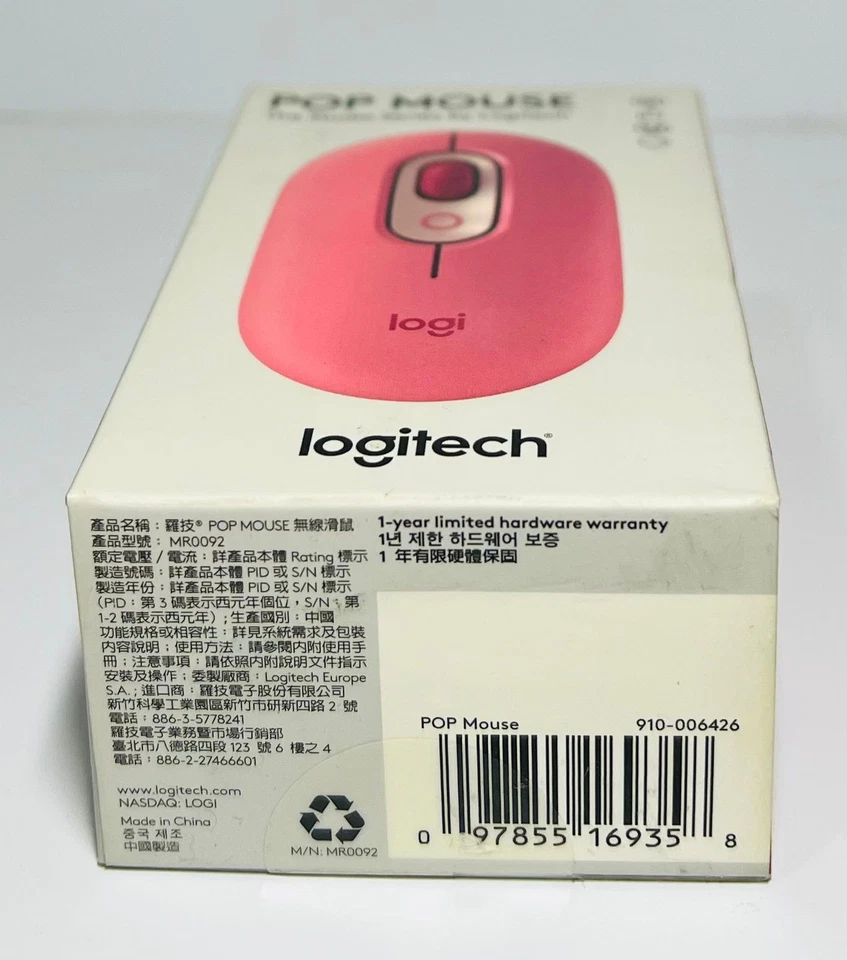 POP MOUSE
logi
logitech
產品名稱：羅技® POP MOUSE 無線滑鼠
產品型號： MR0092
額定電壓 / 電流：詳產品本體 Rating 標示
製造號碼：詳產品本體 PID 或 S/N 標示
製造年份：詳產品本體 PID 或 S/N 標示
(PID：第 3 碼表示西元年個位，S/N：第
1-2 碼表示西元年) ; 生產國別：中國
功能規格或相容性：詳見系統需求及包裝
內容說明；使用方法：請參閱內附使用手
冊；注意事項：請依照內附說明文件指示
安裝及操作；委製廠商：Logitech Europe
S.A.; 進口商：羅技電子股份有限公司
新竹科學工業園區新竹市研新四路 2 號
電話：886-3-5778241
羅技電子業務暨市場行銷部
臺北市八德路四段 123 號 6 樓之 4
電話：886-2-27466601
www.logitech.com
NASDAQ: LOGI
Made in China
중국 제조
中國製造
M/N: MR0092
1-year limited hardware warranty
1년 제한 하드웨어 보증
1 年有限硬體保固
POP Mouse 910-006426
0 97855 16935 8